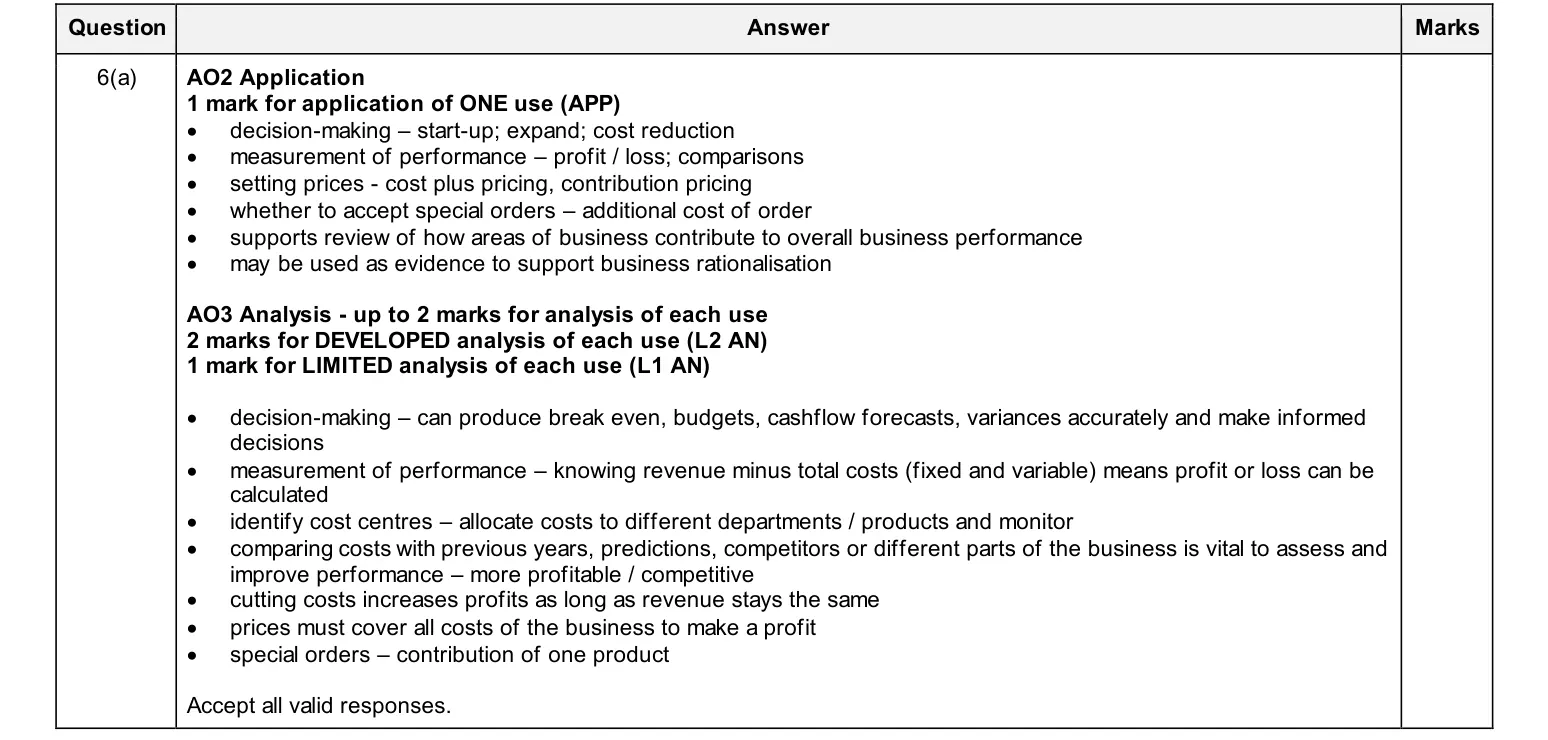 Question Answer Marks
6(a) AO2 Application
1 mark for application of ONE use (APP)
• decision-making – start-up; expand; cost reduction
• measurement of performance – profit / loss; comparisons
• setting prices - cost plus pricing, contribution pricing
• whether to accept special orders – additional cost of order
• supports review of how areas of business contribute to overall business performance
• may be used as evidence to support business rationalisation
AO3 Analysis - up to 2 marks for analysis of each use
2 marks for DEVELOPED analysis of each use (L2 AN)
1 mark for LIMITED analysis of each use (L1 AN)
• decision-making – can produce break even, budgets, cashflow forecasts, variances accurately and make informed
decisions
• measurement of performance – knowing revenue minus total costs (fixed and variable) means profit or loss can be
calculated
• identify cost centres – allocate costs to different departments / products and monitor
• comparing costs with previous years, predictions, competitors or different parts of the business is vital to assess and
improve performance – more profitable / competitive
• cutting costs increases profits as long as revenue stays the same
• prices must cover all costs of the business to make a profit
• special orders – contribution of one product
Accept all valid responses.